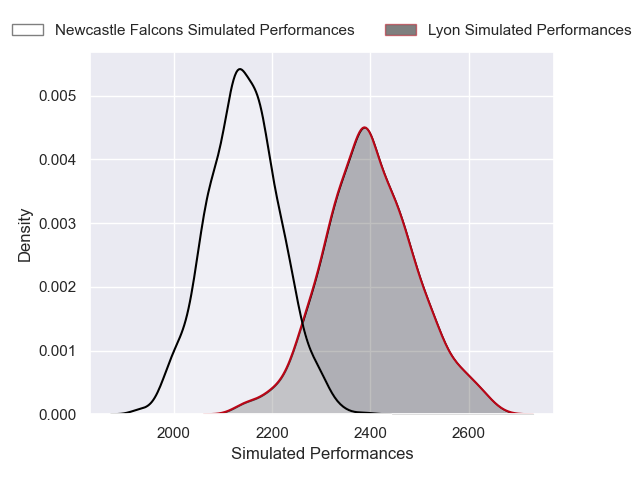 Newcastle Falcons Simulated Performances Lyon Simulated Performances
0.005
0.004
0.003
0.002
0.001
0.000
Density
2000 2200 2400 2600
Simulated Performances